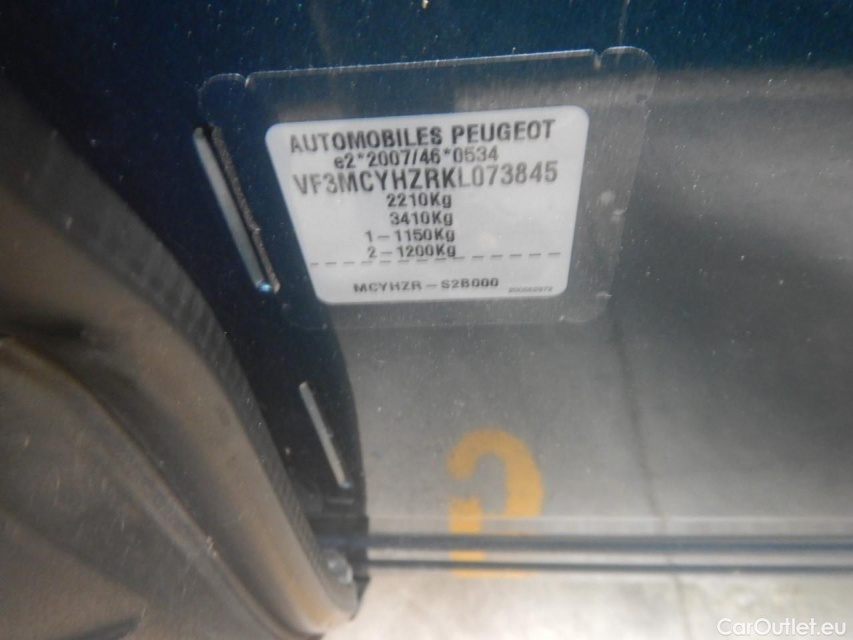 AUTOMOBILES PEUGEOT
e2*2007/46*0534
VF3MCYHZRKL073845
2210Kg
3410Kg
1-1150Kg
2-1200Kg
MCYHZR-S2B000
CarOutlet.eu